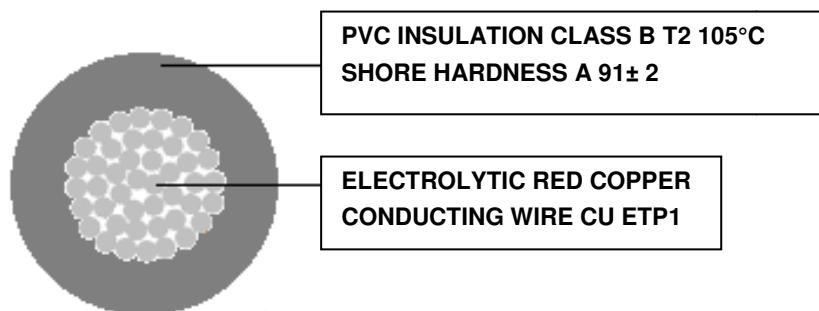 PVC INSULATION CLASS B T2 105°C
SHORE HARDNESS A 91± 2
ELECTROLYTIC RED COPPER
CONDUCTING WIRE CU ETP1